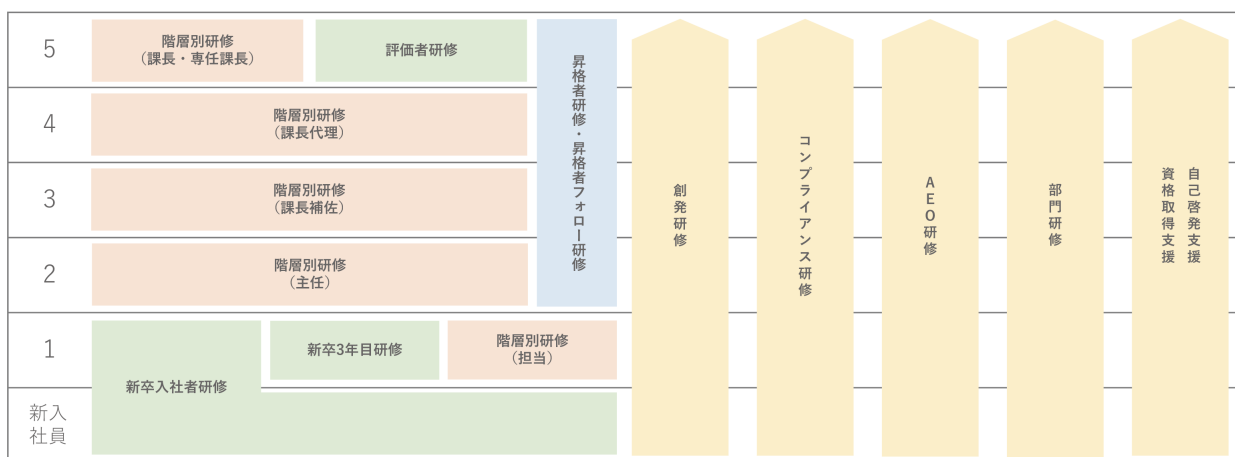 5
階層別研修
（課長・専任課長）
評価者研修
4
階層別研修
（課長代理）
3
階層別研修
（課長補佐）
2
階層別研修
（主任）
1
新卒入社者研修
新卒3年目研修
階層別研修
（担当）
新入
社員
昇格者研修・昇格者フォロー研修
創発研修
コンプライアンス研修
AEO研修
部門研修
自己啓発支援
資格取得支援